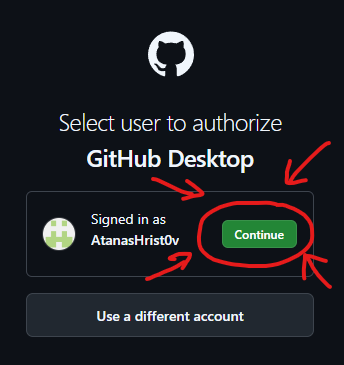 Select user to authorize
GitHub Desktop
Signed in as
AtanasHrist0v
Continue
Use a different account